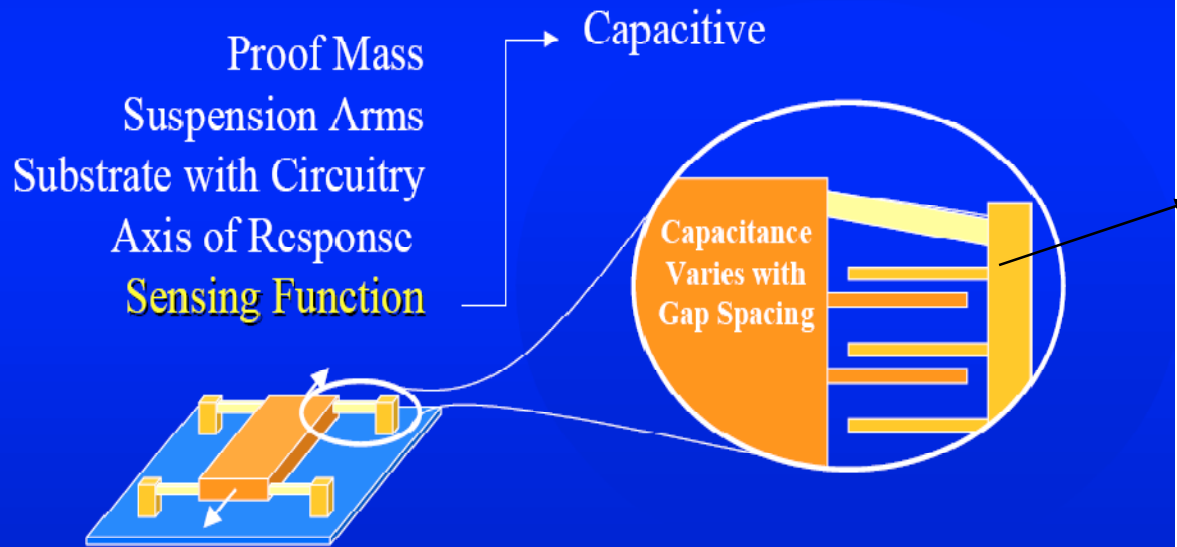 Capacitive
Proof Mass
Suspension Arms
Substrate with Circuitry
Axis of Response
Sensing Function
Capacitance
Varies with
Gap Spacing